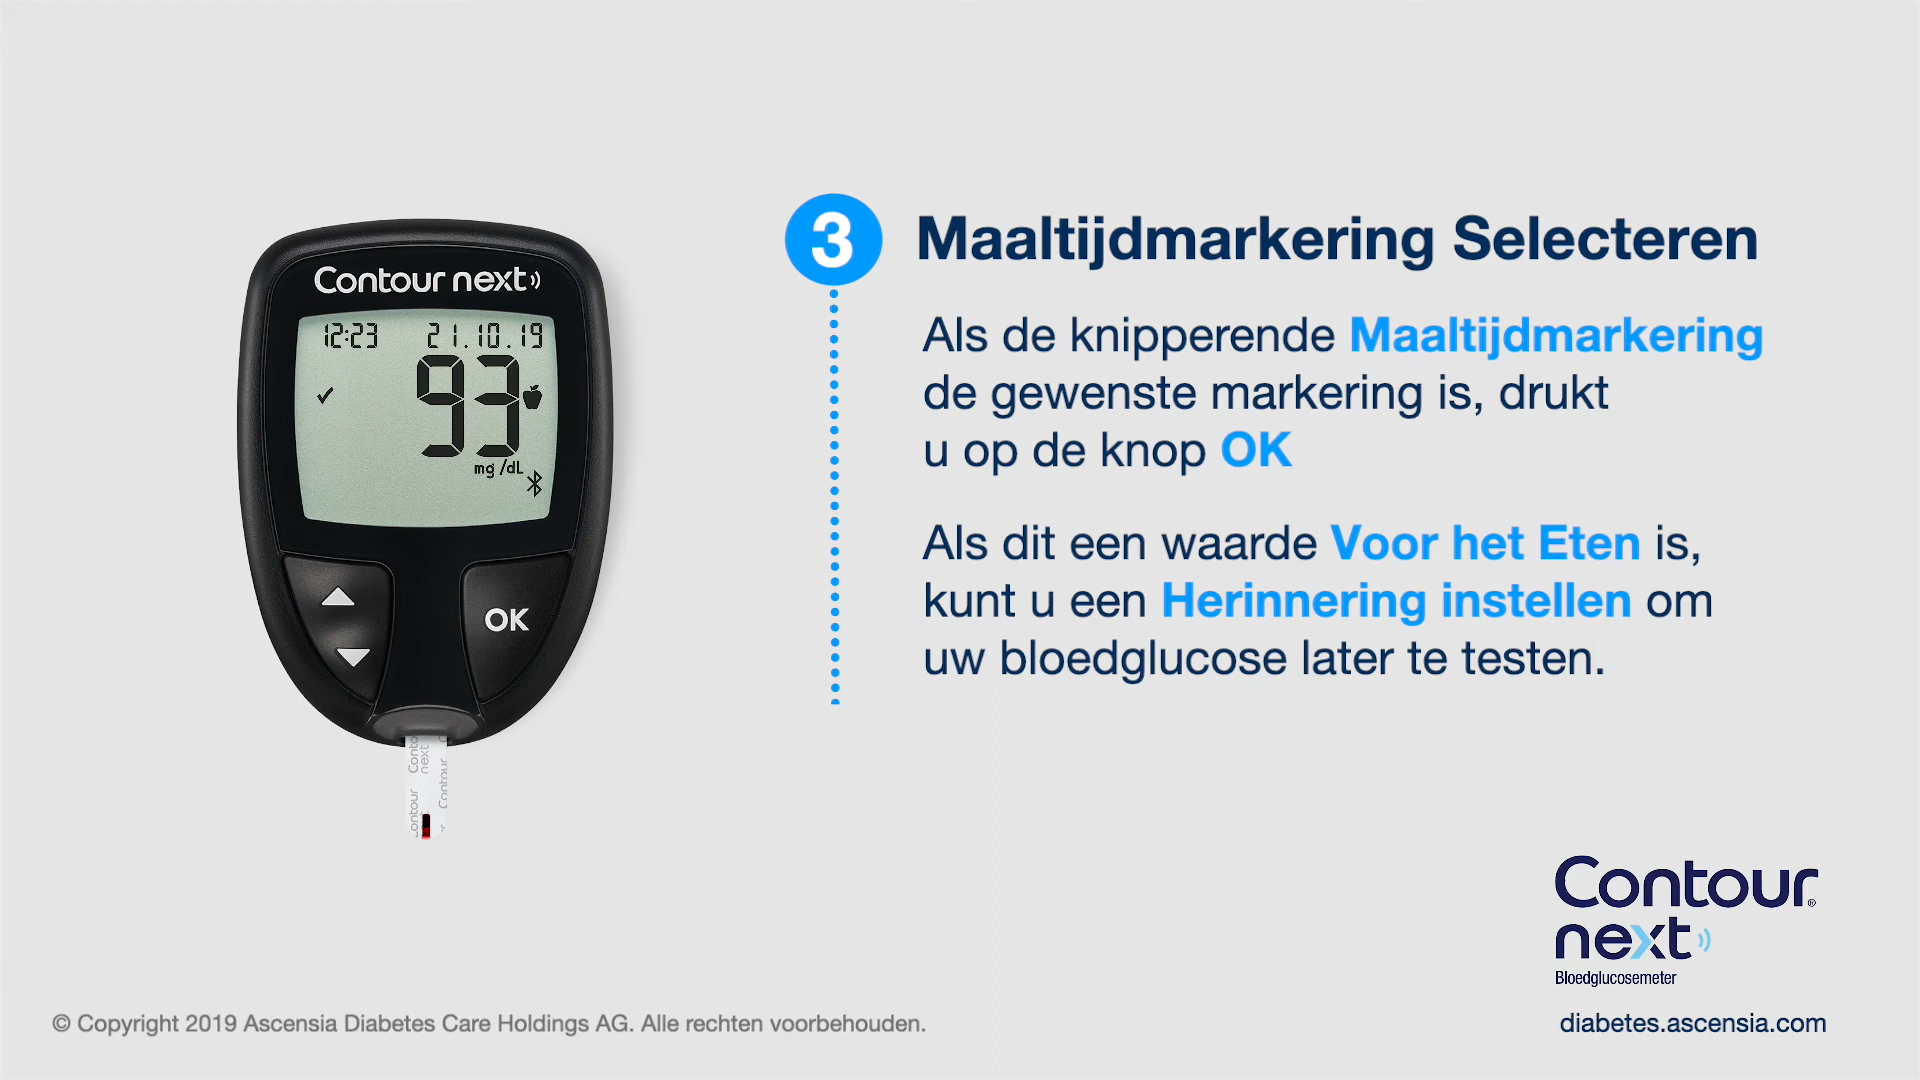 Contour next
12:23 21.10.19
93
mg/dL
OK
Contour
next
Contour
3 Maaltijdmarkering Selecteren
Als de knipperende Maaltijdmarkering
de gewenste markering is, drukt
u op de knop OK
Als dit een waarde Voor het Eten is,
kunt u een Herinnering instellen om
uw bloedglucose later te testen.
Contour®
next
Bloedglucosemeter
© Copyright 2019 Ascensia Diabetes Care Holdings AG. Alle rechten voorbehouden.
diabetes.ascensia.com